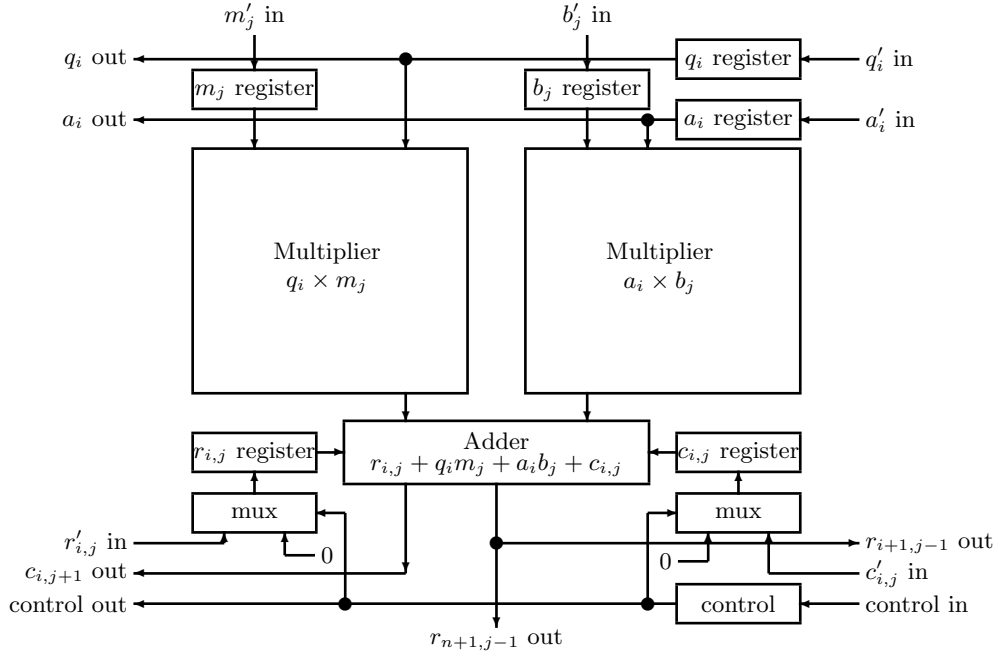 m′_j in
b′_j in
q_i out
q_i register
q′_i in
m_j register
b_j register
a_i out
a_i register
a′_i in
Multiplier
q_i × m_j
Multiplier
a_i × b_j
r_{i,j} register
Adder
r_{i,j} + q_i m_j + a_i b_j + c_{i,j}
c_{i,j} register
mux
mux
r′_{i,j} in
0
0
r_{i+1,j−1} out
c_{i,j+1} out
c′_{i,j} in
control out
control
control in
r_{n+1,j−1} out